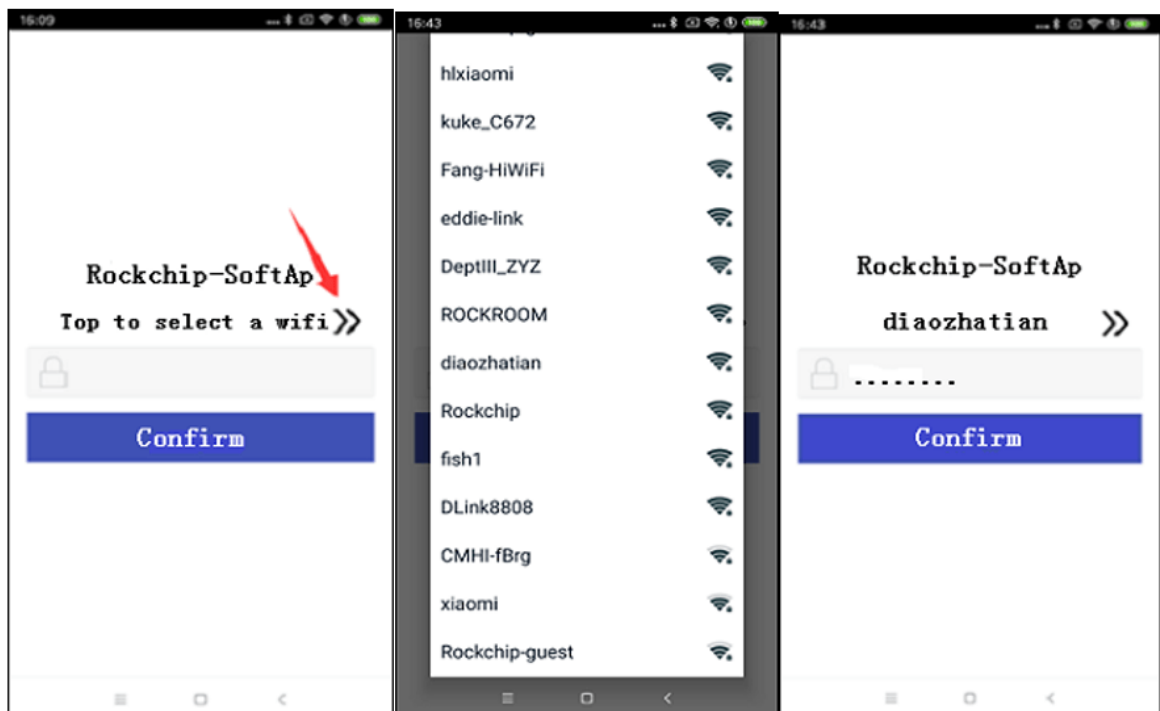 16:09
Rockchip-SoftAp
Top to select a wifi
Confirm
16:43
hlxiaomi
kuke_C672
Fang-HiWiFi
eddie-link
DeptIII_ZYZ
ROCKROOM
diaozhatian
Rockchip
fish1
DLink8808
CMHI-fBrg
xiaomi
Rockchip-guest
16:43
Rockchip-SoftAp
diaozhatian
Confirm